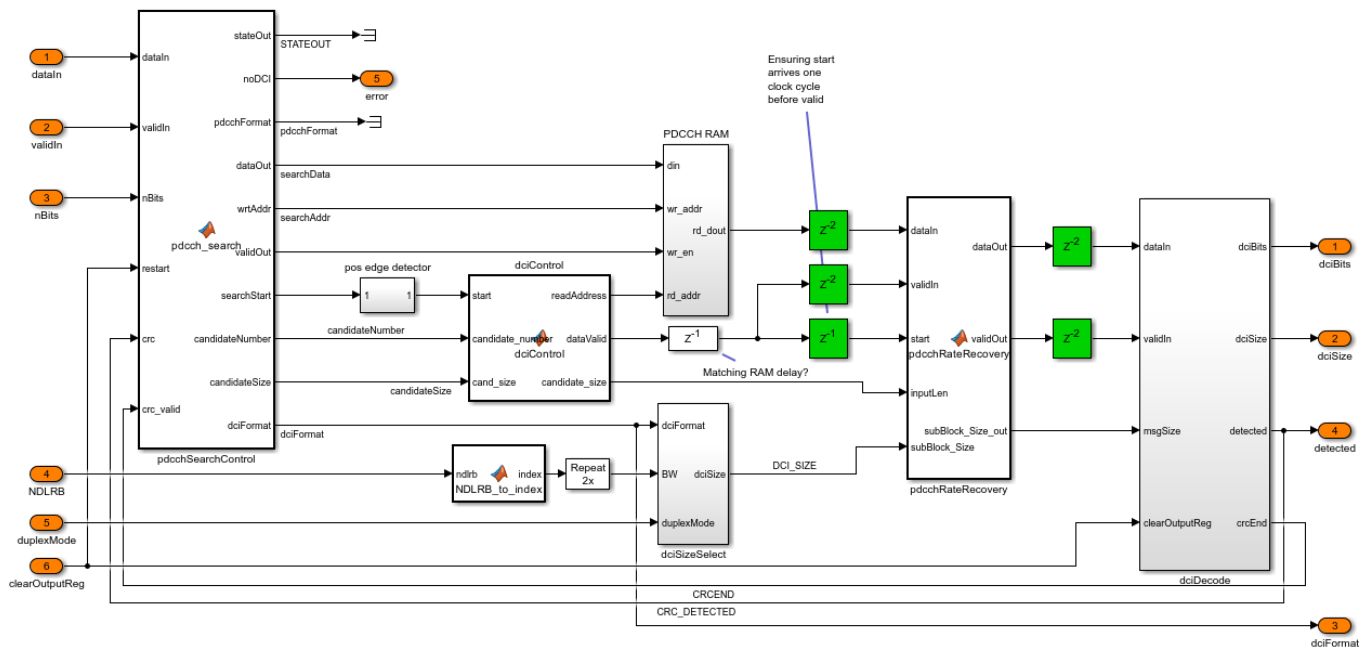 1
dataIn
2
validIn
3
nBits
4
NDLRB
5
duplexMode
6
clearOutputReg
dataIn
validIn
nBits
restart
crc
crc_valid
pdcch_search
stateOut
noDCI
pdcchFormat
dataOut
wrtAddr
validOut
searchStart
candidateNumber
candidateSize
dciFormat
pdcchSearchControl
STATEOUT
5
error
pdcchFormat
searchData
searchAddr
candidateNumber
candidateSize
dciFormat
pos edge detector
1
1
dciControl
start
candidate_number
cand_size
dciControl
readAddress
dataValid
candidate_size
PDCCH RAM
din
wr_addr
wr_en
rd_addr
rd_dout
Z-1
Matching RAM delay?
Ensuring start
arrives one
clock cycle
before valid
Z-2
Z-2
Z-1
ndlrb
index
NDLRB_to_index
Repeat
2x
dciFormat
BW
duplexMode
dciSize
dciSizeSelect
DCI_SIZE
dataIn
validIn
start
inputLen
subBlock_Size
pdcchRateRecovery
dataOut
validOut
subBlock_Size_out
pdcchRateRecovery
Z-2
Z-2
dataIn
validIn
msgSize
clearOutputReg
dciBits
dciSize
detected
crcEnd
dciDecode
1
dciBits
2
dciSize
4
detected
CRCEND
CRC_DETECTED
3
dciFormat